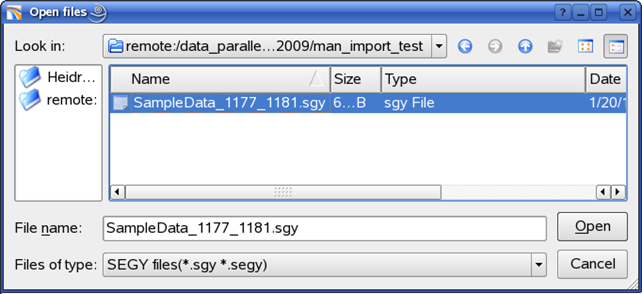 Open files
Look in: remote:/data_paralle...2009/man_import_test
Heidr...
remote:
Name Size Type Date
SampleData_1177_1181.sgy 6...B sgy File 1/20/1
File name: SampleData_1177_1181.sgy Open
Files of type: SEGY files(*.sgy *.segy) Cancel